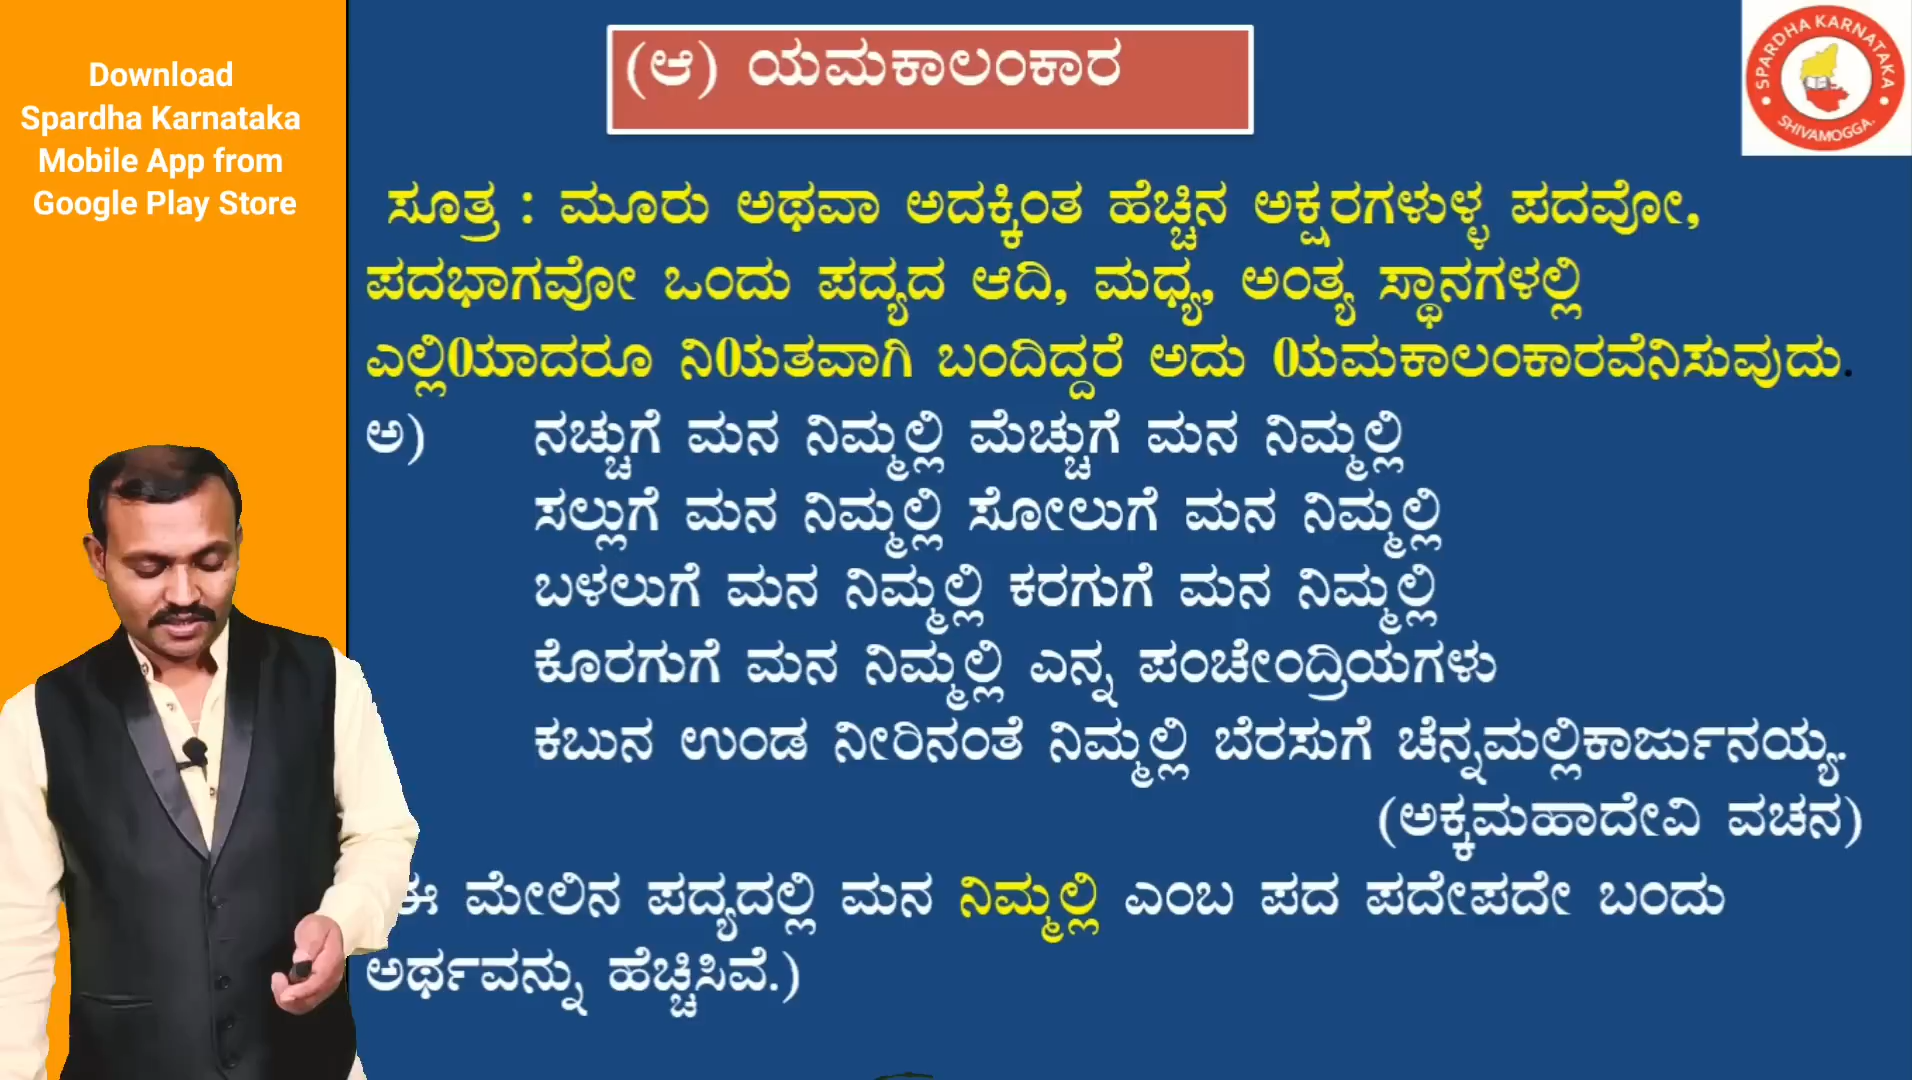 Download
Spardha Karnataka
Mobile App from
Google Play Store
(ಆ) ಯಮಕಾಲಂಕಾರ
SPARDHA KARNATAKA
SHIVAMOGGA.
ಸೂತ್ರ : ಮೂರು ಅಥವಾ ಅದಕ್ಕಿಂತ ಹೆಚ್ಚಿನ ಅಕ್ಷರಗಳುಳ್ಳ ಪದವೋ,
ಪದಭಾಗವೋ ಒಂದು ಪದ್ಯದ ಆದಿ, ಮಧ್ಯ, ಅಂತ್ಯ ಸ್ಥಾನಗಳಲ್ಲಿ
ಎಲ್ಲಿ0ಯಾದರೂ ನಿ0ಯತವಾಗಿ ಬಂದಿದ್ದರೆ ಅದು 0ಯಮಕಾಲಂಕಾರವೆನಿಸುವುದು.
ಅ) ನಚ್ಚುಗೆ ಮನ ನಿಮ್ಮಲ್ಲಿ ಮೆಚ್ಚುಗೆ ಮನ ನಿಮ್ಮಲ್ಲಿ
ಸಲ್ಲುಗೆ ಮನ ನಿಮ್ಮಲ್ಲಿ ಸೋಲುಗೆ ಮನ ನಿಮ್ಮಲ್ಲಿ
ಬಳಲುಗೆ ಮನ ನಿಮ್ಮಲ್ಲಿ ಕರಗುಗೆ ಮನ ನಿಮ್ಮಲ್ಲಿ
ಕೊರಗುಗೆ ಮನ ನಿಮ್ಮಲ್ಲಿ ಎನ್ನ ಪಂಚೇಂದ್ರಿಯಗಳು
ಕಬುನ ಉಂಡ ನೀರಿನಂತೆ ನಿಮ್ಮಲ್ಲಿ ಬೆರಸುಗೆ ಚೆನ್ನಮಲ್ಲಿಕಾರ್ಜುನಯ್ಯ.
(ಅಕ್ಕಮಹಾದೇವಿ ವಚನ)
ಈ ಮೇಲಿನ ಪದ್ಯದಲ್ಲಿ ಮನ ನಿಮ್ಮಲ್ಲಿ ಎಂಬ ಪದ ಪದೇಪದೇ ಬಂದು
ಅರ್ಥವನ್ನು ಹೆಚ್ಚಿಸಿವೆ.)